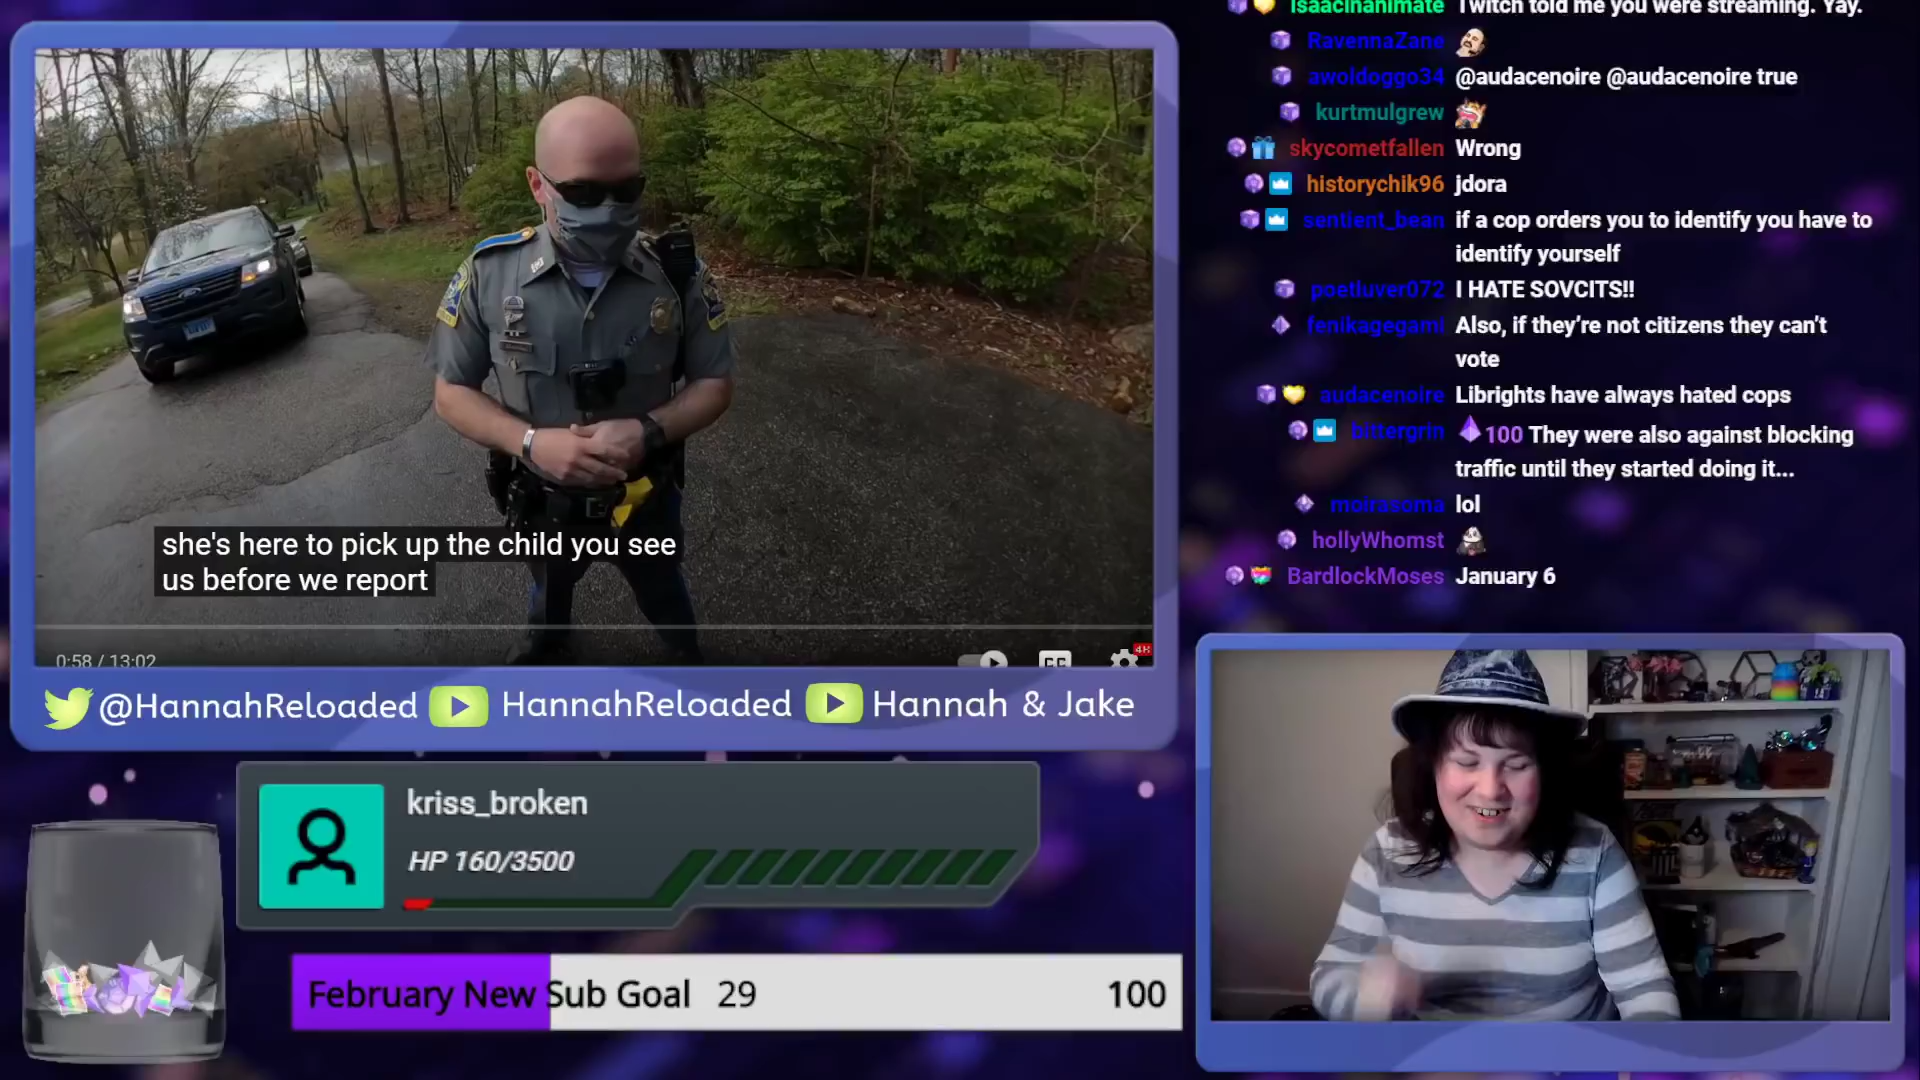 isaacinanimate Twitch told me you were streaming. Yay.
RavennaZane
awoldoggo34 @audacenoire @audacenoire true
kurtmulgrew
skycometfallen Wrong
historychik96 jdora
sentient_bean if a cop orders you to identify you have to
identify yourself
poetluver072 I HATE SOVCITS!!
fenikagegami Also, if they’re not citizens they can’t
vote
audacenoire Librights have always hated cops
bittergrin 100 They were also against blocking
traffic until they started doing it...
moirasoma lol
hollyWhomst
BardlockMoses January 6
she's here to pick up the child you see
us before we report
0:58 / 13:02
4K
@HannahReloaded HannahReloaded Hannah & Jake
kriss_broken
HP 160/3500
February New Sub Goal 29 100